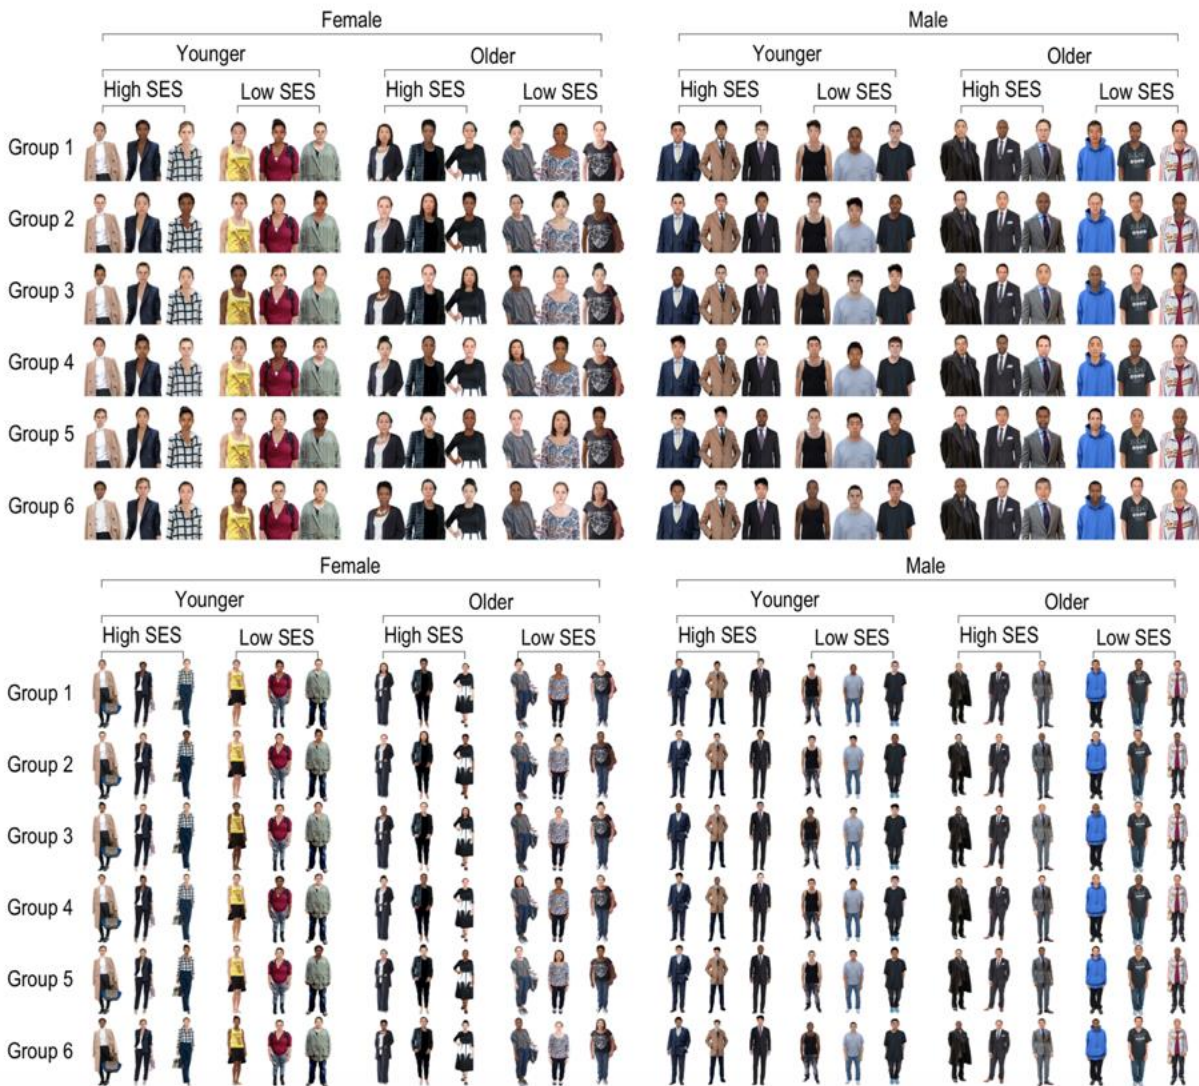 Female Male
Younger Older Younger Older
High SES Low SES High SES Low SES High SES Low SES High SES Low SES
Group 1
Group 2
Group 3
Group 4
Group 5
Group 6
Female Male
Younger Older Younger Older
High SES Low SES High SES Low SES High SES Low SES High SES Low SES
Group 1
Group 2
Group 3
Group 4
Group 5
Group 6